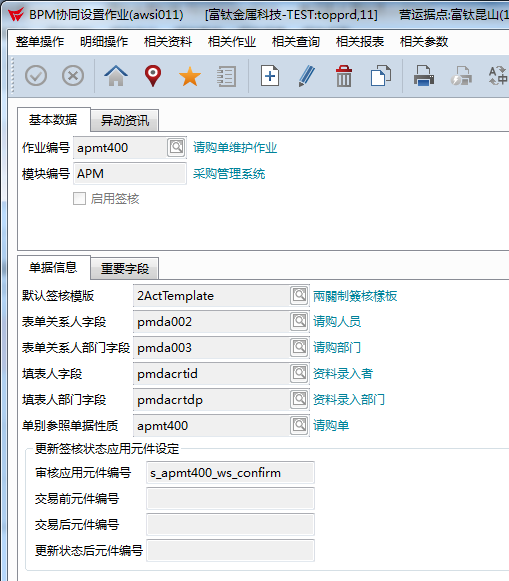 BPM协同设置作业(awsi011) [富钛金属科技-TEST:topprd,11] 营运据点:富钛昆山(1
整单操作 明细操作 相关资料 相关作业 相关查询 相关报表 相关参数
基本数据 异动资讯
作业编号 apmt400 请购单维护作业
模块编号 APM 采购管理系统
启用签核
单据信息 重要字段
默认签核模版 2ActTemplate 兩關制簽核樣板
表单关系人字段 pmda002 请购人员
表单关系人部门字段 pmda003 请购部门
填表人字段 pmdacrtid 资料录入者
填表人部门字段 pmdacrtdp 资料录入部门
单别参照单据性质 apmt400 请购单
更新签核状态应用元件设定
审核应用元件编号 s_apmt400_ws_confirm
交易前元件编号
交易后元件编号
更新状态后元件编号